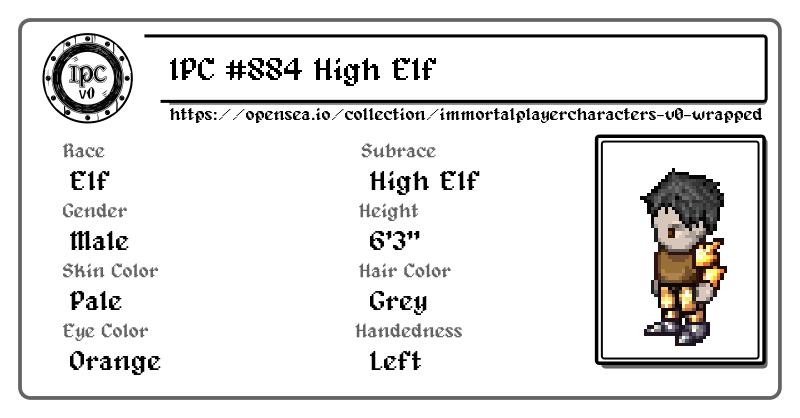 IPC
v0
IPC #884 High Elf
https://opensea.io/collection/immortalplayercharacters-v0-wrapped
Race
Subrace
Elf
High Elf
Gender
Height
Male
6'3"
Skin Color
Hair Color
Pale
Grey
Eye Color
Handedness
Orange
Left